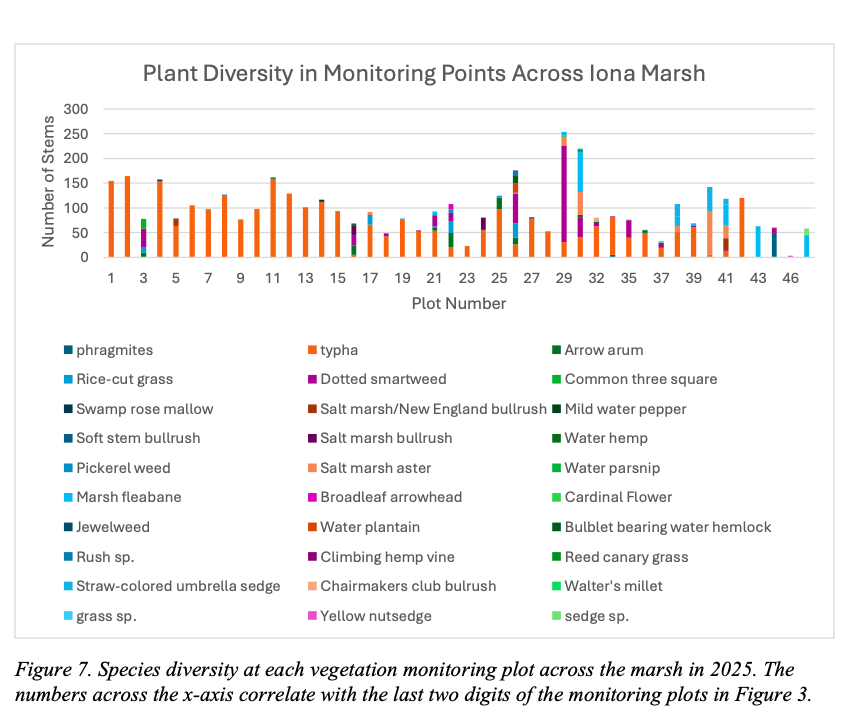 Plant Diversity in Monitoring Points Across Iona Marsh
Number of Stems
300
250
200
150
100
50
0
1 3 5 7 9 11 13 15 17 19 21 23 25 27 29 32 35 37 39 41 43 46
Plot Number
phragmites typha Arrow arum
Rice-cut grass Dotted smartweed Common three square
Swamp rose mallow Salt marsh/New England bullrush Mild water pepper
Soft stem bullrush Salt marsh bullrush Water hemp
Pickerel weed Salt marsh aster Water parsnip
Marsh fleabane Broadleaf arrowhead Cardinal Flower
Jewelweed Water plantain Bulblet bearing water hemlock
Rush sp. Climbing hemp vine Reed canary grass
Straw-colored umbrella sedge Chairmakers club bulrush Walter's millet
grass sp. Yellow nutsedge sedge sp.
Figure 7. Species diversity at each vegetation monitoring plot across the marsh in 2025. The
numbers across the x-axis correlate with the last two digits of the monitoring plots in Figure 3.